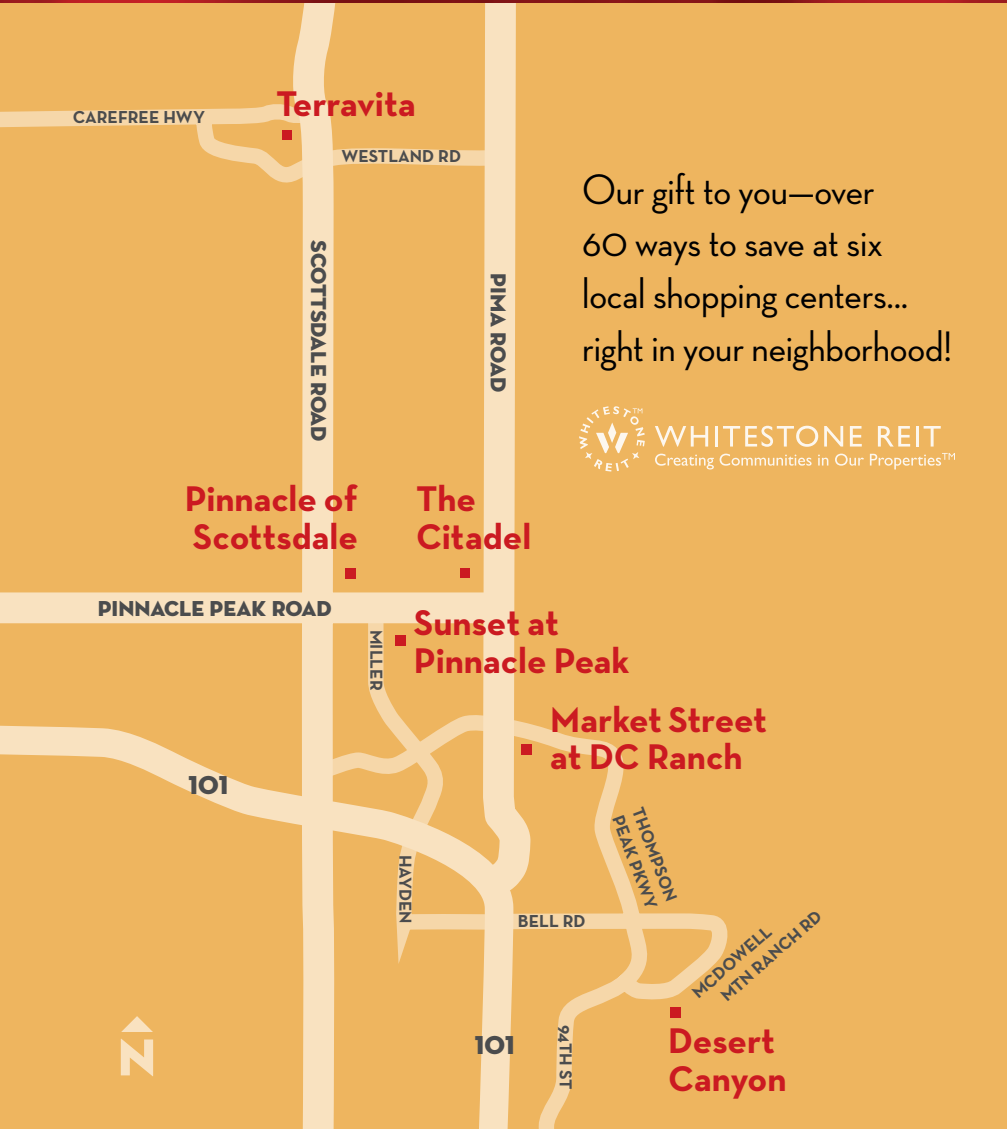 Terravita
CAREFREE HWY
WESTLAND RD
Our gift to you—over
60 ways to save at six
local shopping centers...
right in your neighborhood!
SCOTTSDALE ROAD
PIMA ROAD
WHITESTONE REIT
WHITESTONE REIT
Creating Communities in Our Properties™
Pinnacle of
Scottsdale
The
Citadel
PINNACLE PEAK ROAD
Sunset at
Pinnacle Peak
MILLER
Market Street
at DC Ranch
101
THOMPSON
PEAK PKWY
HAYDEN
BELL RD
MCDOWELL
MTN RANCH RD
N
101
94TH ST
Desert
Canyon